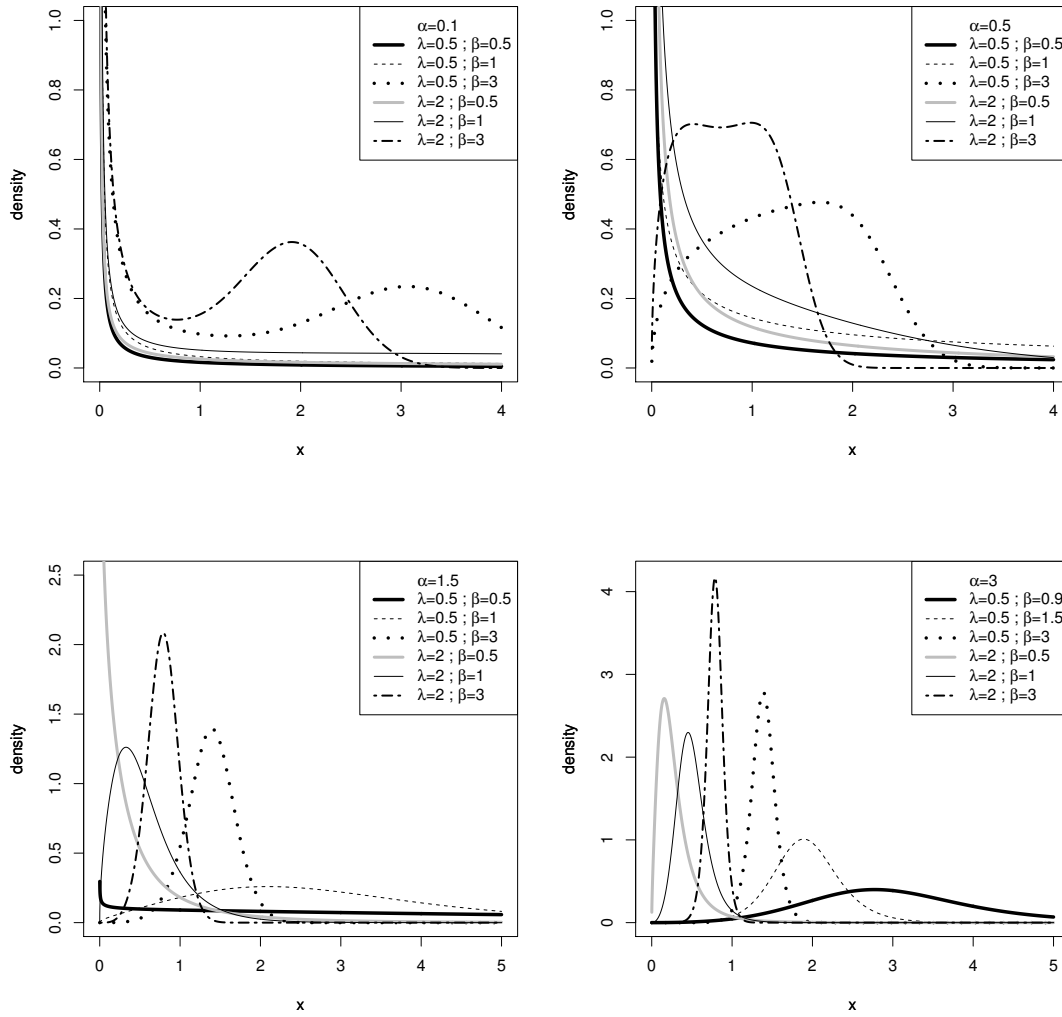 α=0.1
λ=0.5 ; β=0.5
λ=0.5 ; β=1
λ=0.5 ; β=3
λ=2 ; β=0.5
λ=2 ; β=1
λ=2 ; β=3
density
0.0 0.2 0.4 0.6 0.8 1.0
0 1 2 3 4
x
α=0.5
λ=0.5 ; β=0.5
λ=0.5 ; β=1
λ=0.5 ; β=3
λ=2 ; β=0.5
λ=2 ; β=1
λ=2 ; β=3
density
0.0 0.2 0.4 0.6 0.8 1.0
0 1 2 3 4
x
α=1.5
λ=0.5 ; β=0.5
λ=0.5 ; β=1
λ=0.5 ; β=3
λ=2 ; β=0.5
λ=2 ; β=1
λ=2 ; β=3
density
0.0 0.5 1.0 1.5 2.0 2.5
0 1 2 3 4 5
x
α=3
λ=0.5 ; β=0.9
λ=0.5 ; β=1.5
λ=0.5 ; β=3
λ=2 ; β=0.5
λ=2 ; β=1
λ=2 ; β=3
density
0 1 2 3 4
0 1 2 3 4 5
x